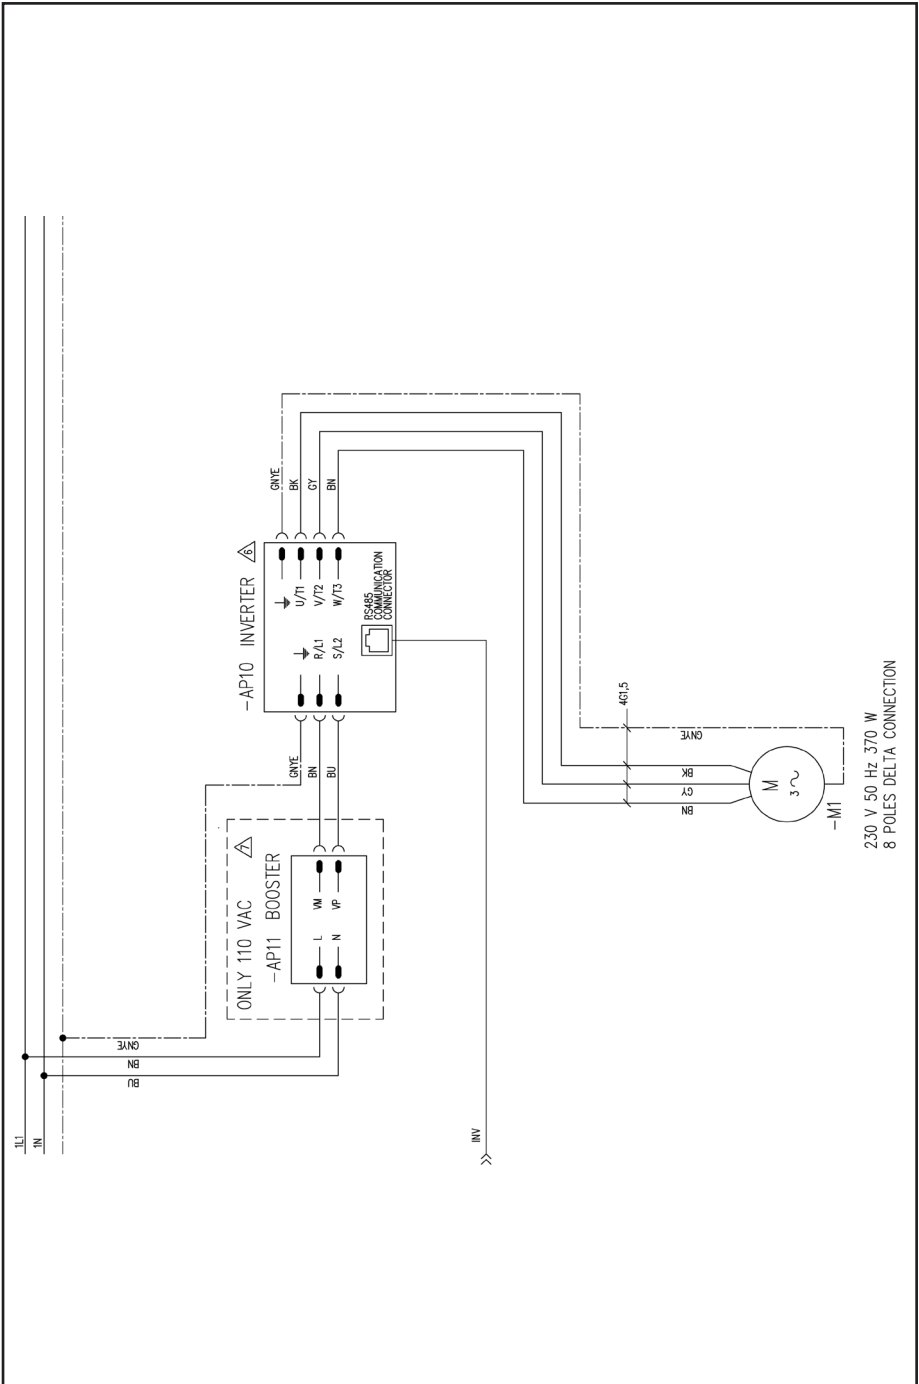 1L1
1N
BU
BN
GNYE
ONLY 110 VAC
7
-AP11 BOOSTER
L
VM
N
VP
GNYE
BN
BU
-AP10 INVERTER
6
U/T1
R/L1
V/T2
S/L2
W/T3
RS485
COMMUNICATION
CONNECTOR
GNYE
BK
GY
BN
INV
4G1,5
GNYE
BK
GY
BN
M
3
-M1
230 V 50 Hz 370 W
8 POLES DELTA CONNECTION